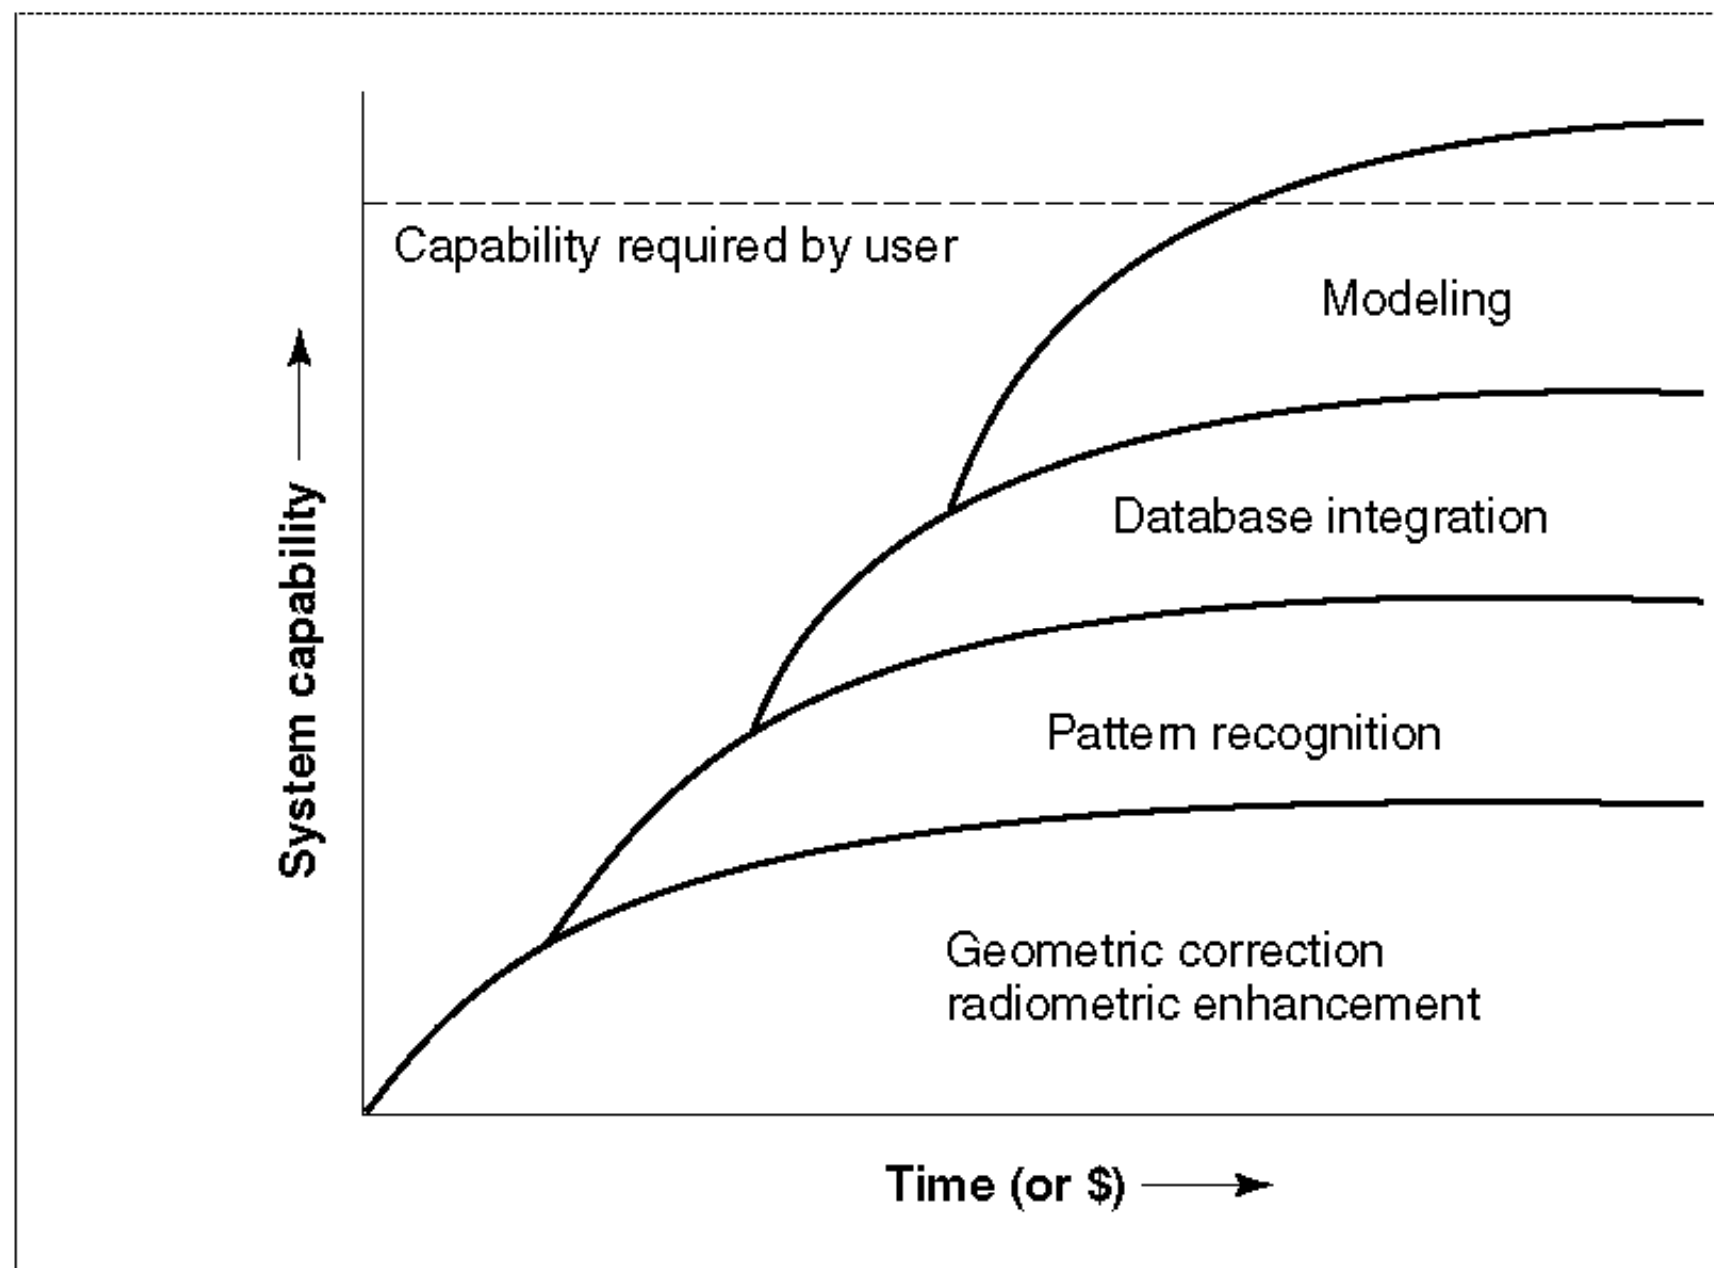 Capability required by user
Modeling
Database integration
Pattern recognition
Geometric correction
radiometric enhancement
System capability
Time (or $)